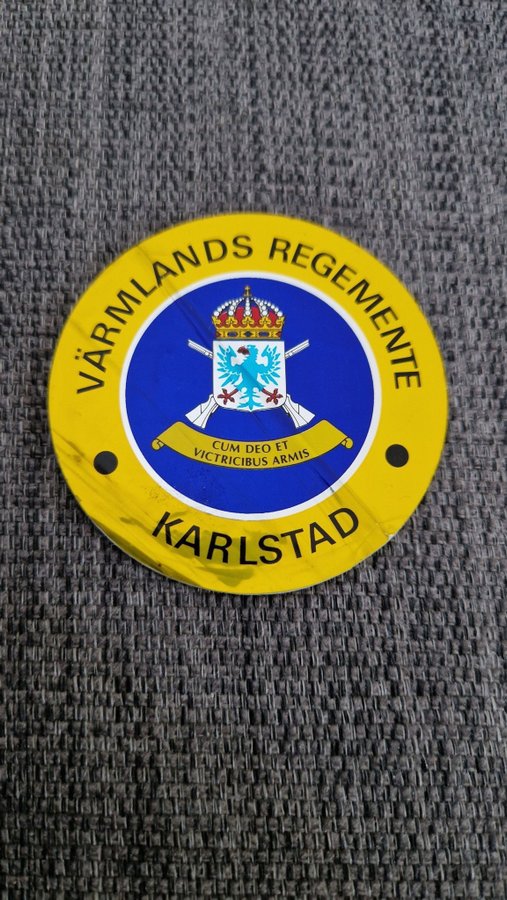 VÄRMLANDS REGEMENTE
CUM DEO ET
VICTRICIBUS ARMIS
KARLSTAD